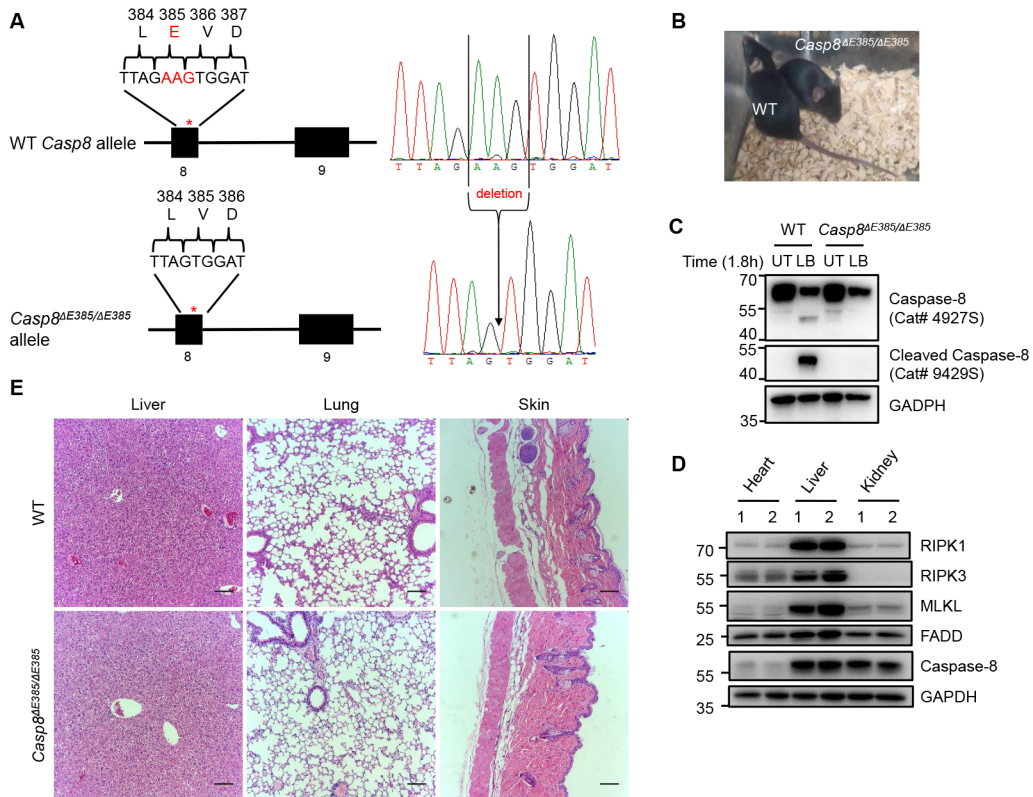 A
384 385 386 387
L E V D
TTAGAAGTGGAT
*
WT Casp8 allele
8 9
T T A G A A G T G G A T
deletion
384 385 386
L V D
TTAGTGGAT
*
Casp8ΔE385/ΔE385
allele
8 9
T T A G T G G A T
B
Casp8ΔE385/ΔE385
WT
C
WT Casp8ΔE385/ΔE385
Time (1.8h) UT LB UT LB
70
55
40
Caspase-8
(Cat# 4927S)
55
40
Cleaved Caspase-8
(Cat# 9429S)
35
GADPH
D
Heart Liver Kidney
1 2 1 2 1 2
70 RIPK1
55 RIPK3
55 MLKL
25 FADD
55 Caspase-8
35 GAPDH
E
Liver Lung Skin
WT
Casp8ΔE385/ΔE385